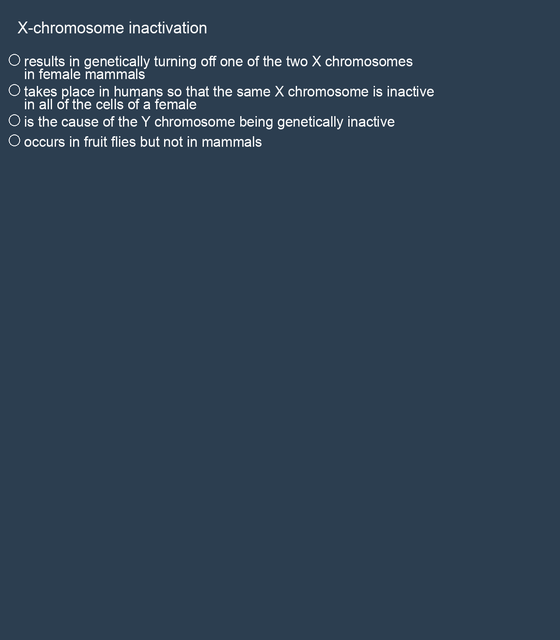 X-chromosome inactivation
results in genetically turning off one of the two X chromosomes
in female mammals
takes place in humans so that the same X chromosome is inactive
in all of the cells of a female
is the cause of the Y chromosome being genetically inactive
occurs in fruit flies but not in mammals